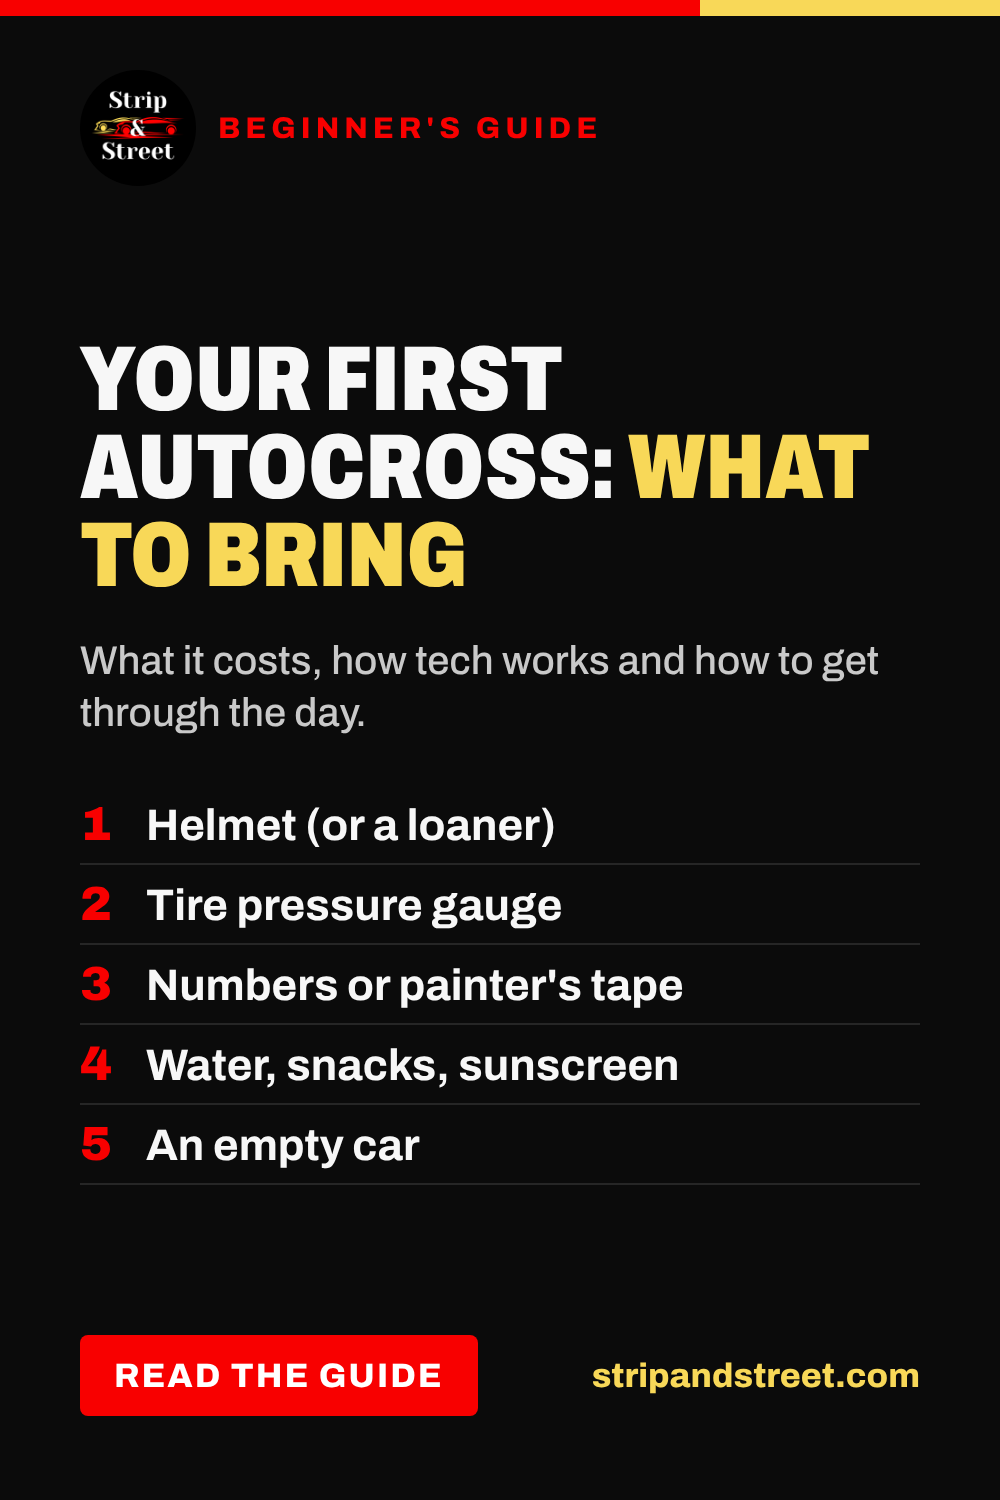 Strip
&
Street
BEGINNER'S GUIDE
YOUR FIRST
AUTOCROSS: WHAT
TO BRING
What it costs, how tech works and how to get
through the day.
1 Helmet (or a loaner)
2 Tire pressure gauge
3 Numbers or painter's tape
4 Water, snacks, sunscreen
5 An empty car
READ THE GUIDE
stripandstreet.com